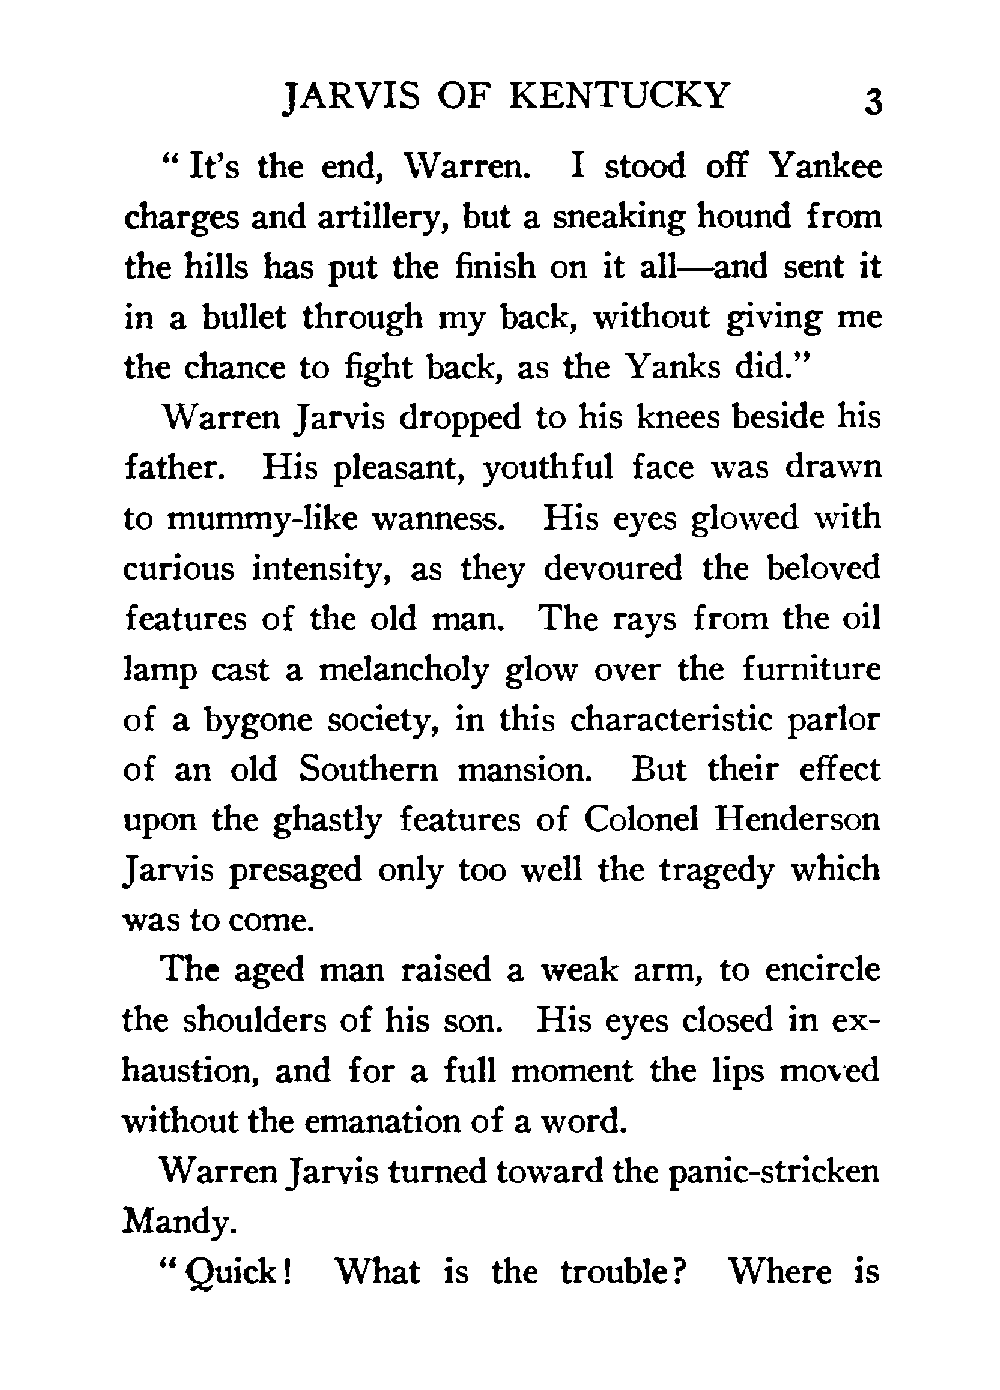 JARVIS OF KENTUCKY 3
“ It’s the end, Warren. I stood off Yankee
charges and artillery, but a sneaking hound from
the hills has put the finish on it all—and sent it
in a bullet through my back, without giving me
the chance to fight back, as the Yanks did.”
Warren Jarvis dropped to his knees beside his
father. His pleasant, youthful face was drawn
to mummy-like wanness. His eyes glowed with
curious intensity, as they devoured the beloved
features of the old man. The rays from the oil
lamp cast a melancholy glow over the furniture
of a bygone society, in this characteristic parlor
of an old Southern mansion. But their effect
upon the ghastly features of Colonel Henderson
Jarvis presaged only too well the tragedy which
was to come.
The aged man raised a weak arm, to encircle
the shoulders of his son. His eyes closed in ex-
haustion, and for a full moment the lips moved
without the emanation of a word.
Warren Jarvis turned toward the panic-stricken
Mandy.
“ Quick! What is the trouble? Where is